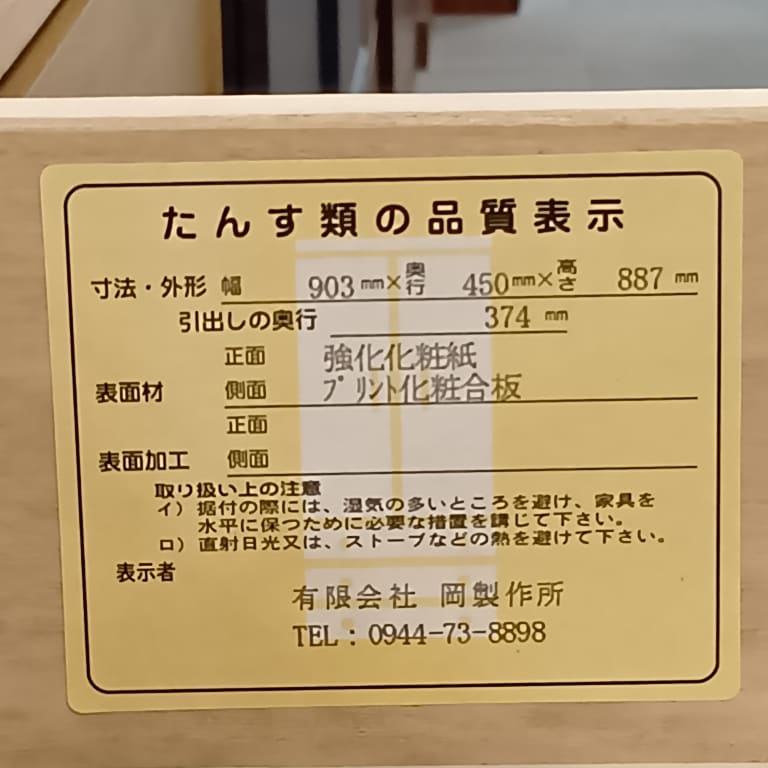 たんす類の品質表示
寸法・外形 幅 903 mm×奥行 450mm×高さ 887 mm
引出しの奥行 374 mm
正面 強化化粧紙
表面材 側面 プリント化粧合板
正面
表面加工 側面
取り扱い上の注意
イ) 据付の際には、湿気の多いところを避け、家具を
水平に保つために必要な措置を講じて下さい。
ロ) 直射日光又は、ストーブなどの熱を避けて下さい。
表示者
有限会社 岡製作所
TEL：0944-73-8898